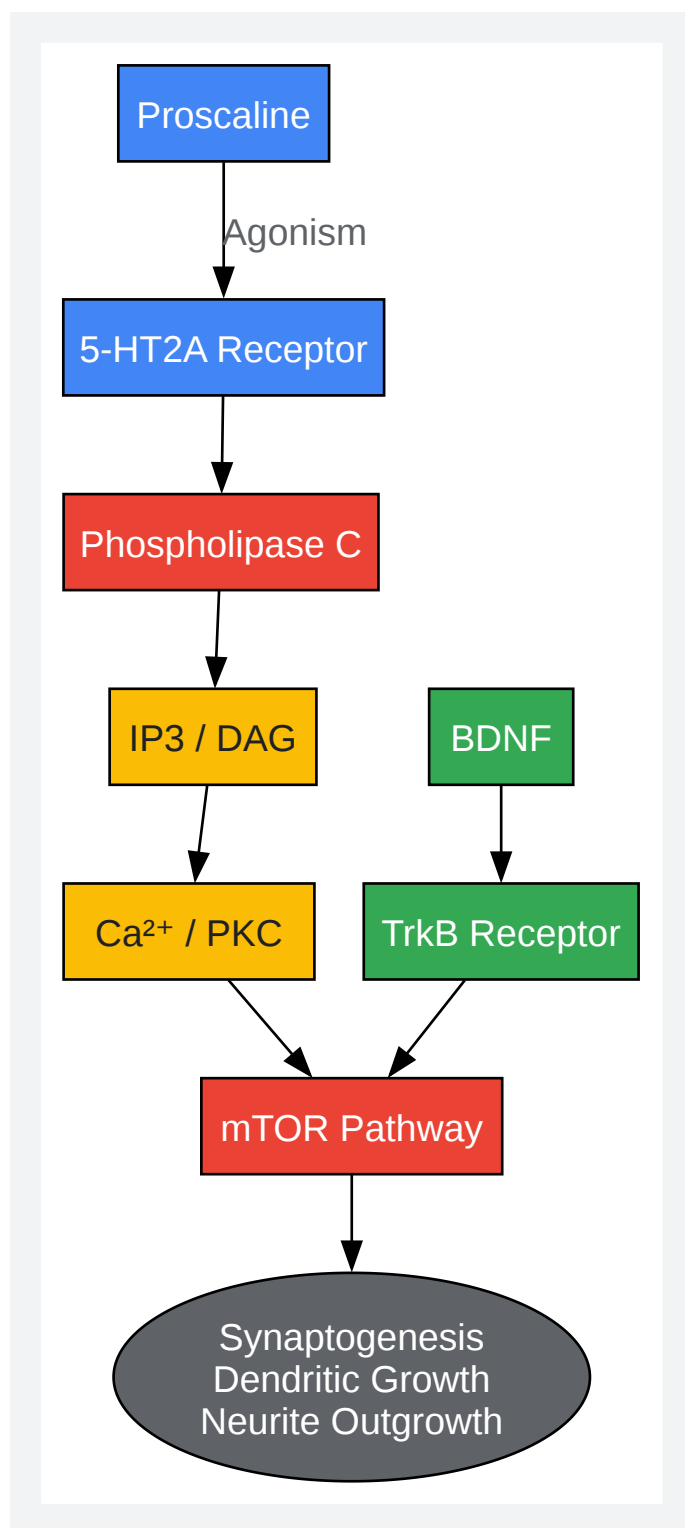 Proscaline
Agonism
5-HT2A Receptor
Phospholipase C
IP3 / DAG
BDNF
Ca²⁺ / PKC
TrkB Receptor
mTOR Pathway
Synaptogenesis
Dendritic Growth
Neurite Outgrowth